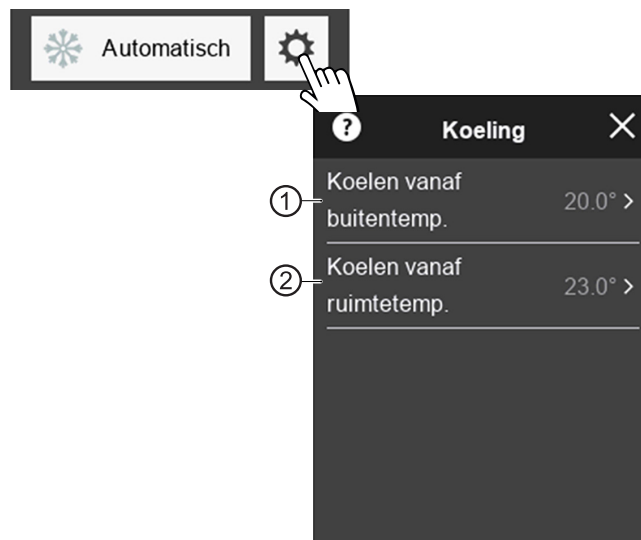 Automatisch
? Koeling
1 Koelen vanaf
buitentemp. 20.0° >
2 Koelen vanaf
ruimtetemp. 23.0° >